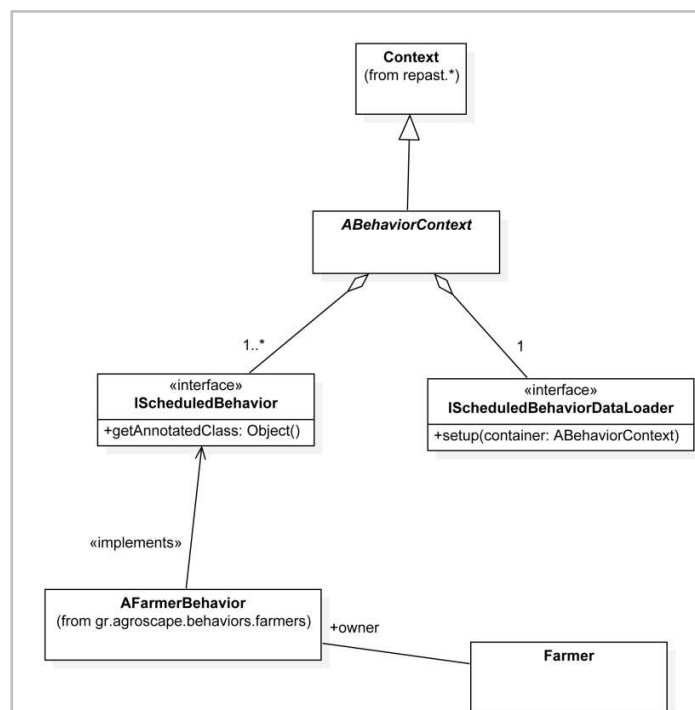 Context
(from repast.*)
ABehaviorContext
1..*
1
«interface»
IScheduledBehavior
+getAnnotatedClass: Object()
«interface»
IScheduledBehaviorDataLoader
+setup(container: ABehaviorContext)
«implements»
AFarmerBehavior
(from gr.agroscape.behaviors.farmers)
+owner
Farmer